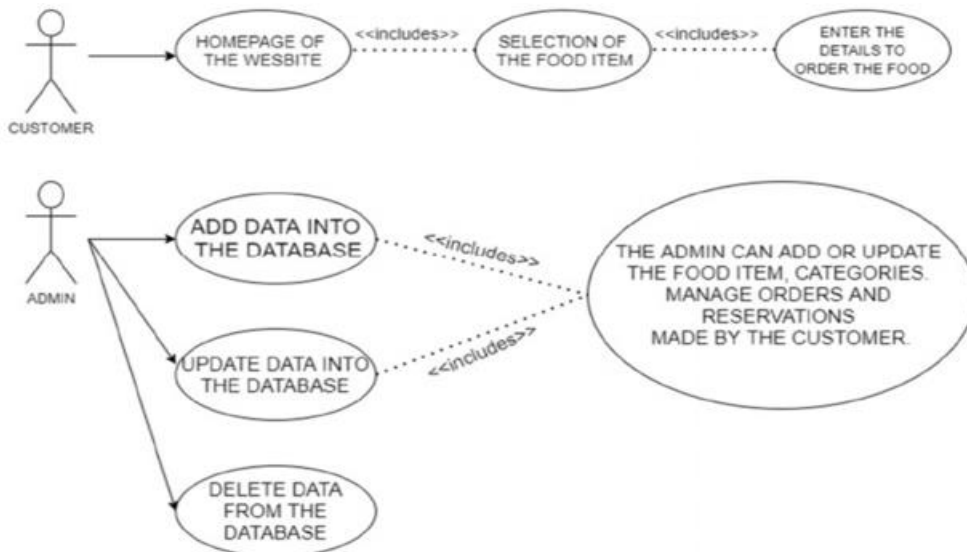 HOMEPAGE OF
THE WESBITE
<<includes>>
SELECTION OF
THE FOOD ITEM
<<includes>>
ENTER THE
DETAILS TO
ORDER THE FOOD
CUSTOMER
ADD DATA INTO
THE DATABASE
<<includes>>
THE ADMIN CAN ADD OR UPDATE
THE FOOD ITEM, CATEGORIES.
MANAGE ORDERS AND
RESERVATIONS
MADE BY THE CUSTOMER.
ADMIN
UPDATE DATA INTO
THE DATABASE
<<includes>>
DELETE DATA
FROM THE
DATABASE